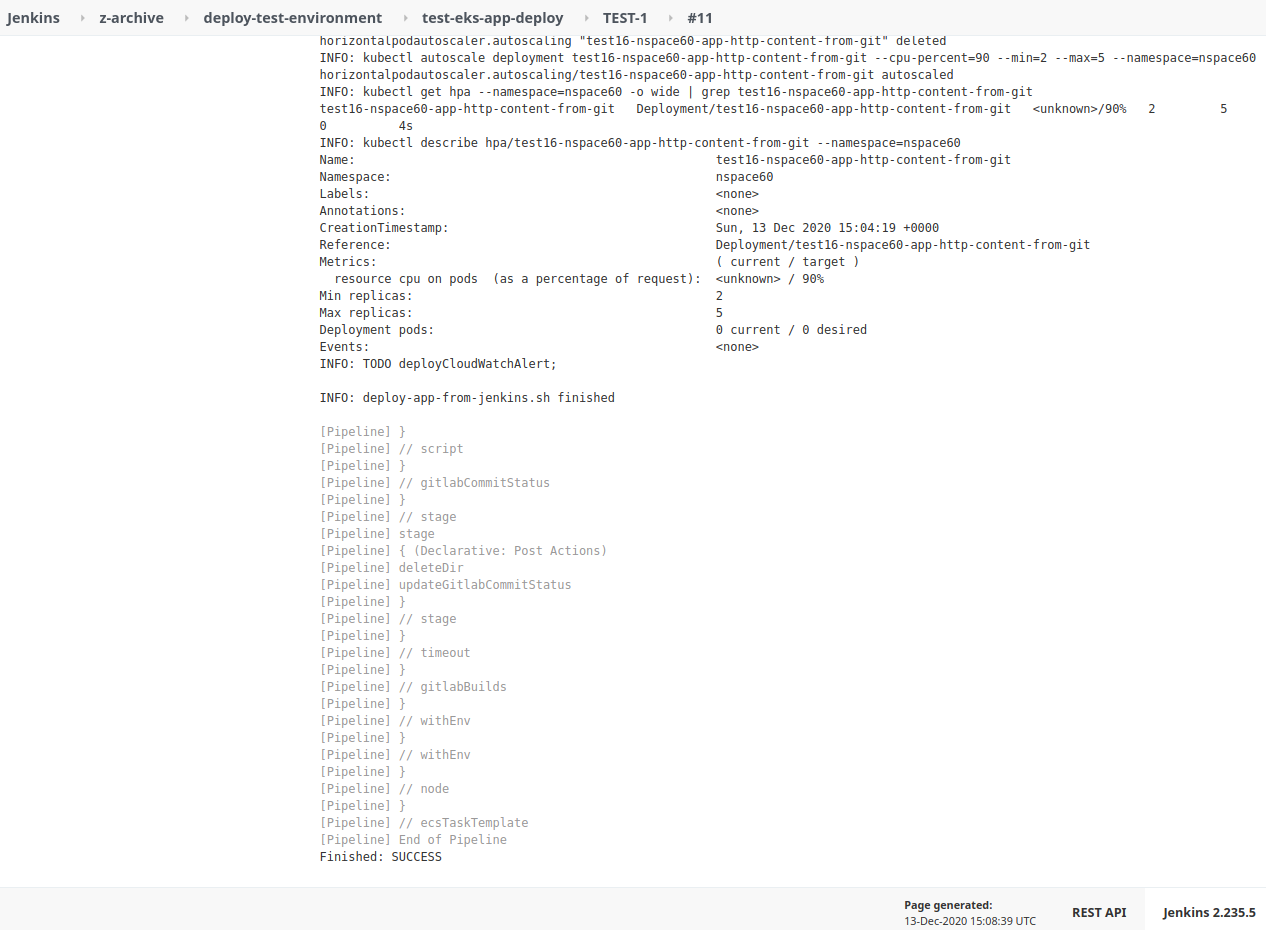 Jenkins › z-archive › deploy-test-environment › test-eks-app-deploy › TEST-1 › #11
horizontalpodautoscaler.autoscaling "test16-nspace60-app-http-content-from-git" deleted
INFO: kubectl autoscale deployment test16-nspace60-app-http-content-from-git --cpu-percent=90 --min=2 --max=5 --namespace=nspace60
horizontalpodautoscaler.autoscaling/test16-nspace60-app-http-content-from-git autoscaled
INFO: kubectl get hpa --namespace=nspace60 -o wide | grep test16-nspace60-app-http-content-from-git
test16-nspace60-app-http-content-from-git   Deployment/test16-nspace60-app-http-content-from-git   <unknown>/90%   2         5
0          4s
INFO: kubectl describe hpa/test16-nspace60-app-http-content-from-git --namespace=nspace60
Name:                                                  test16-nspace60-app-http-content-from-git
Namespace:                                             nspace60
Labels:                                                <none>
Annotations:                                           <none>
CreationTimestamp:                                     Sun, 13 Dec 2020 15:04:19 +0000
Reference:                                             Deployment/test16-nspace60-app-http-content-from-git
Metrics:                                               ( current / target )
  resource cpu on pods  (as a percentage of request):  <unknown> / 90%
Min replicas:                                          2
Max replicas:                                          5
Deployment pods:                                       0 current / 0 desired
Events:                                                <none>
INFO: TODO deployCloudWatchAlert;
INFO: deploy-app-from-jenkins.sh finished
[Pipeline] }
[Pipeline] // script
[Pipeline] }
[Pipeline] // gitlabCommitStatus
[Pipeline] }
[Pipeline] // stage
[Pipeline] stage
[Pipeline] { (Declarative: Post Actions)
[Pipeline] deleteDir
[Pipeline] updateGitlabCommitStatus
[Pipeline] }
[Pipeline] // stage
[Pipeline] }
[Pipeline] // timeout
[Pipeline] }
[Pipeline] // gitlabBuilds
[Pipeline] }
[Pipeline] // withEnv
[Pipeline] }
[Pipeline] // withEnv
[Pipeline] }
[Pipeline] // node
[Pipeline] }
[Pipeline] // ecsTaskTemplate
[Pipeline] End of Pipeline
Finished: SUCCESS
Page generated:
13-Dec-2020 15:08:39 UTC
REST API
Jenkins 2.235.5